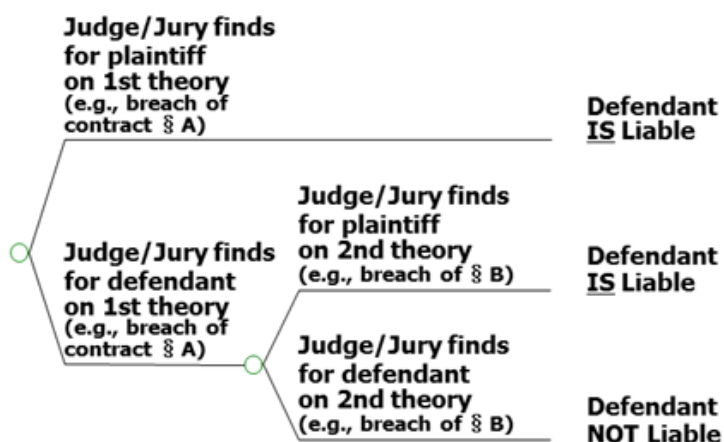 Judge/Jury finds
for plaintiff
on 1st theory
(e.g., breach of
contract § A)
Defendant
IS Liable
Judge/Jury finds
for plaintiff
on 2nd theory
(e.g., breach of § B)
Defendant
IS Liable
Judge/Jury finds
for defendant
on 1st theory
(e.g., breach of
contract § A)
Judge/Jury finds
for defendant
on 2nd theory
(e.g., breach of § B)
Defendant
NOT Liable